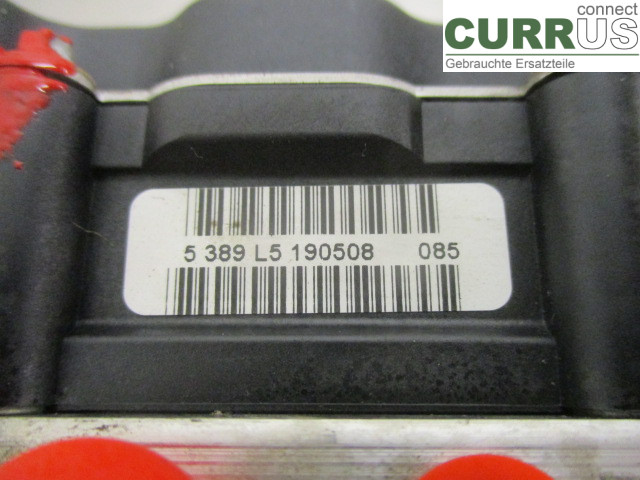 connect
CURRUS
Gebrauchte Ersatzteile
5 389 L5 190508 085